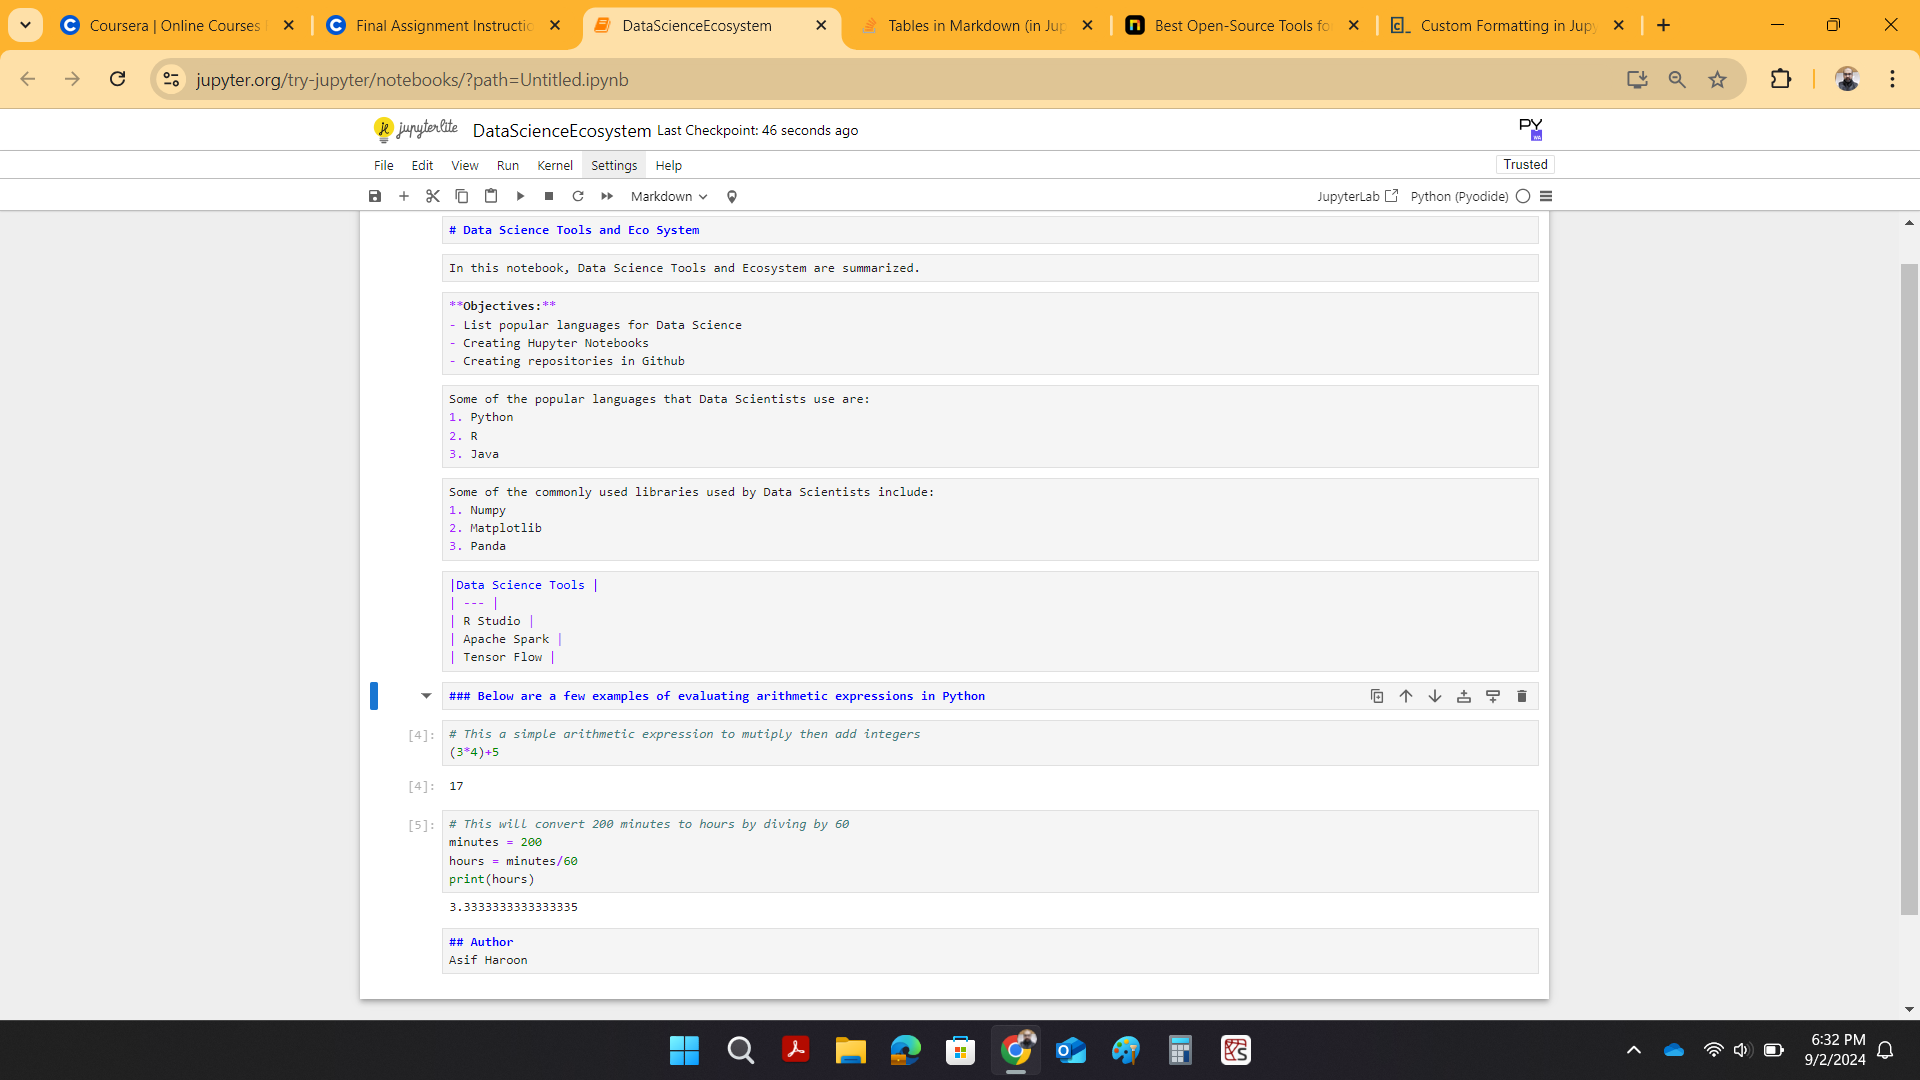 Coursera | Online Courses
Final Assignment Instructio
DataScienceEcosystem
Tables in Markdown (in Jup
Best Open-Source Tools fo
Custom Formatting in Jupy
jupyter.org/try-jupyter/notebooks/?path=Untitled.ipynb
jupyterlite DataScienceEcosystem Last Checkpoint: 46 seconds ago
PY
File Edit View Run Kernel Settings Help
Trusted
Markdown
JupyterLab Python (Pyodide)
# Data Science Tools and Eco System
In this notebook, Data Science Tools and Ecosystem are summarized.
**Objectives:**
- List popular languages for Data Science
- Creating Hupyter Notebooks
- Creating repositories in Github
Some of the popular languages that Data Scientists use are:
1. Python
2. R
3. Java
Some of the commonly used libraries used by Data Scientists include:
1. Numpy
2. Matplotlib
3. Panda
|Data Science Tools |
| --- |
| R Studio |
| Apache Spark |
| Tensor Flow |
### Below are a few examples of evaluating arithmetic expressions in Python
[4]: # This a simple arithmetic expression to mutiply then add integers
(3*4)+5
[4]: 17
[5]: # This will convert 200 minutes to hours by diving by 60
minutes = 200
hours = minutes/60
print(hours)
3.3333333333333335
## Author
Asif Haroon
6:32 PM
9/2/2024